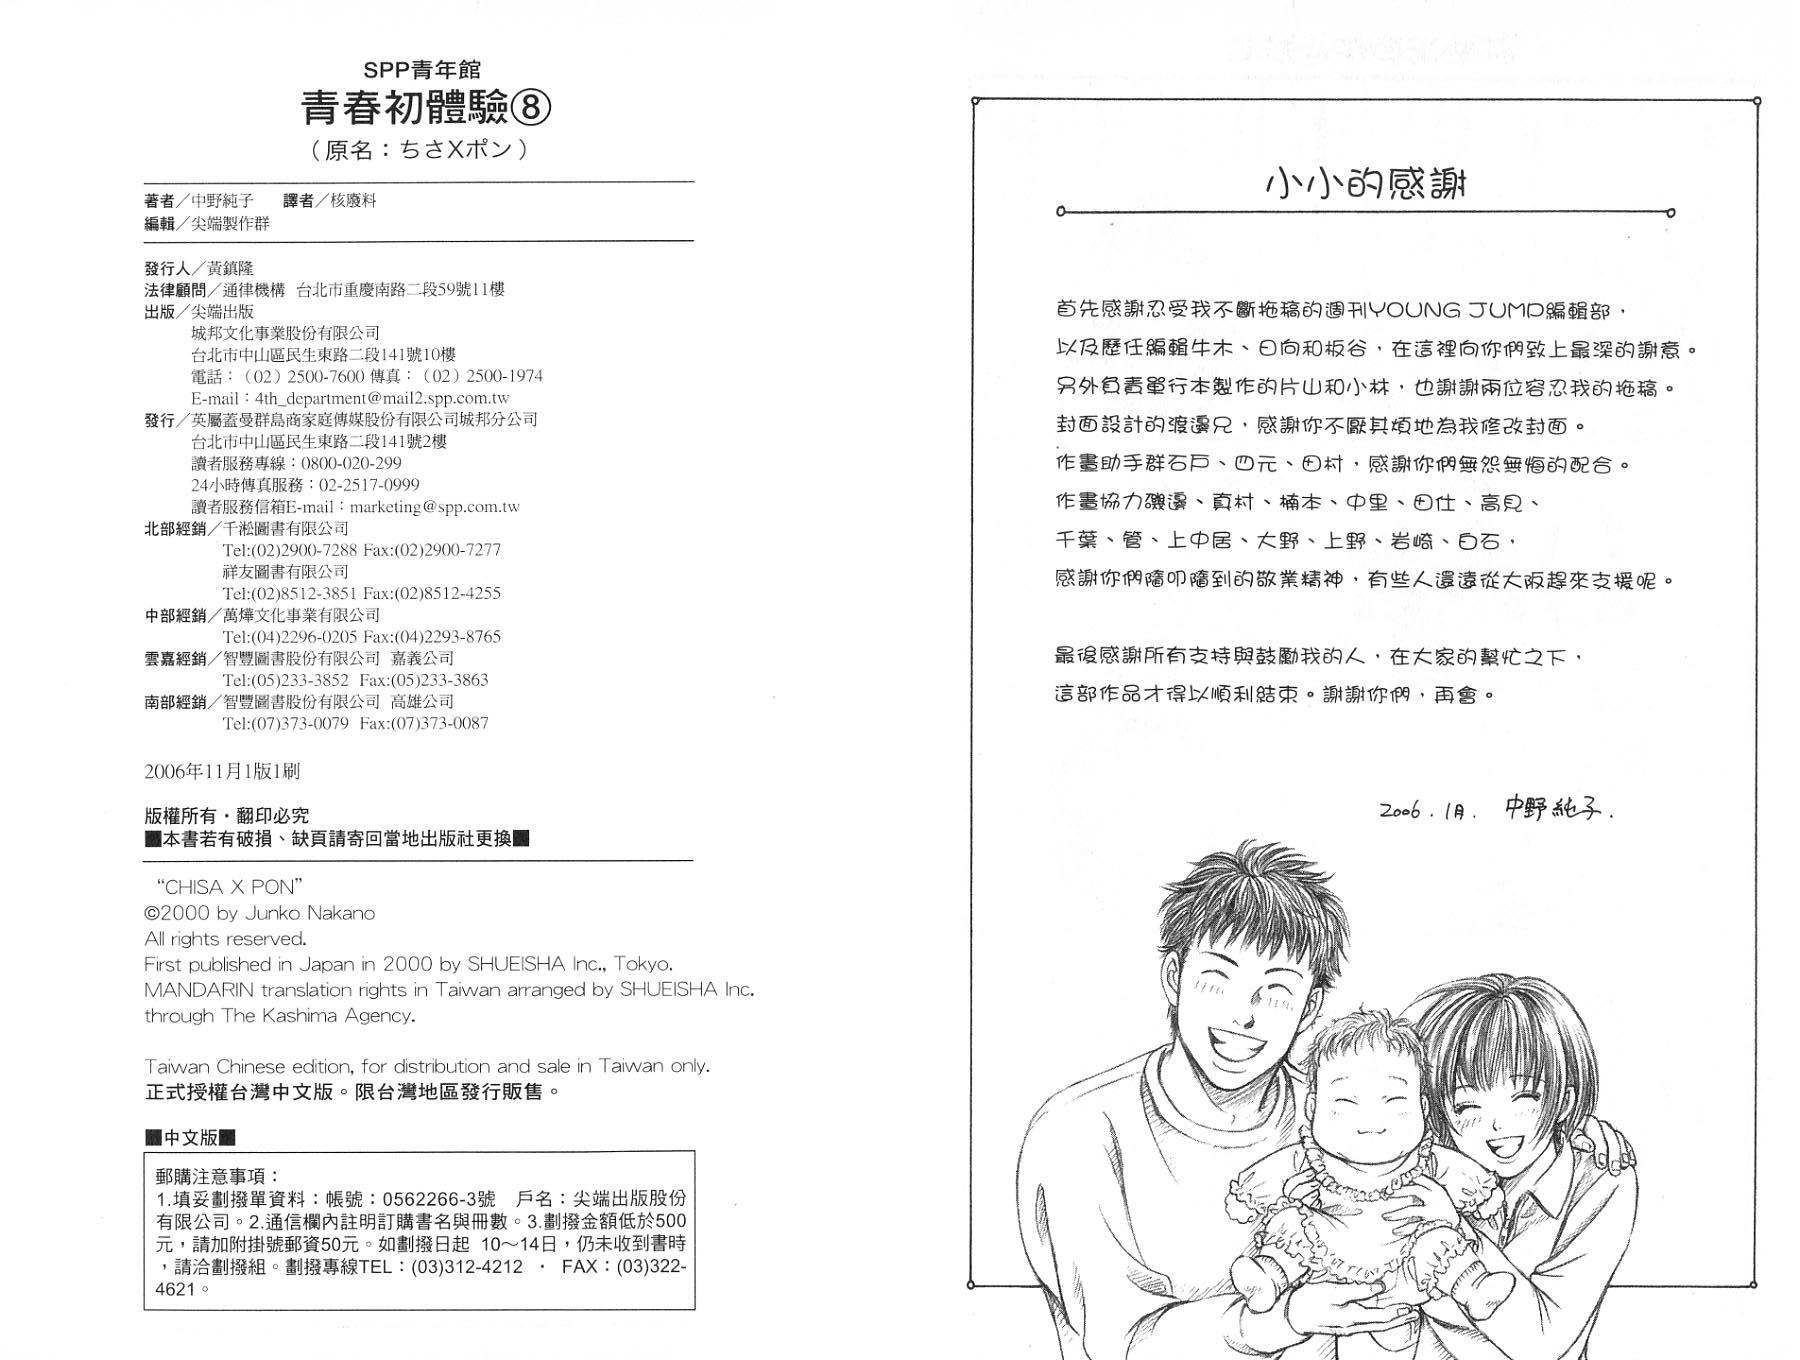 SPP青年館
青春初體驗⑧
（原名：ちさXポン）
著者／中野純子　譯者／核廢料
編輯／尖端製作群
發行人／黃鎮隆
法律顧問／通律機構 台北市重慶南路二段59號11樓
出版／尖端出版
城邦文化事業股份有限公司
台北市中山區民生東路二段141號10樓
電話：（02）2500-7600 傳真：（02）2500-1974
E-mail：4th_department@mail2.spp.com.tw
發行／英屬蓋曼群島商家庭傳媒股份有限公司城邦分公司
台北市中山區民生東路二段141號2樓
讀者服務專線：0800-020-299
24小時傳真服務：02-2517-0999
讀者服務信箱E-mail：marketing@spp.com.tw
北部經銷／千淞圖書有限公司
Tel:(02)2900-7288 Fax:(02)2900-7277
祥友圖書有限公司
Tel:(02)8512-3851 Fax:(02)8512-4255
中部經銷／萬燁文化事業有限公司
Tel:(04)2296-0205 Fax:(04)2293-8765
雲嘉經銷／智豐圖書股份有限公司 嘉義公司
Tel:(05)233-3852 Fax:(05)233-3863
南部經銷／智豐圖書股份有限公司 高雄公司
Tel:(07)373-0079 Fax:(07)373-0087
2006年11月1版1刷
版權所有・翻印必究
■本書若有破損、缺頁請寄回當地出版社更換■
“CHISA X PON”
©2000 by Junko Nakano
All rights reserved.
First published in Japan in 2000 by SHUEISHA Inc., Tokyo.
MANDARIN translation rights in Taiwan arranged by SHUEISHA Inc.
through The Kashima Agency.
Taiwan Chinese edition, for distribution and sale in Taiwan only.
正式授權台灣中文版。限台灣地區發行販售。
■中文版■
郵購注意事項：
1.填妥劃撥單資料：帳號：0562266-3號　戶名：尖端出版股份
有限公司。2.通信欄內註明訂購書名與冊數。3.劃撥金額低於500
元，請加附掛號郵資50元。如劃撥日起 10～14日，仍未收到書時
，請洽劃撥組。劃撥專線TEL：(03)312-4212 ・ FAX：(03)322-
4621。
小小的感謝
首先感謝忍受我不斷拖稿的週刊YOUNG JUMP編輯部，
以及歷任編輯牛木、日向和板谷，在這裡向你們致上最深的謝意。
另外負責單行本製作的片山和小林，也謝謝兩位容忍我的拖稿。
封面設計的渡邊兄，感謝你不厭其煩地為我修改封面。
作畫助手群石戶、四元、田村，感謝你們無怨無悔的配合。
作畫協力磯邊、真村、楠本、中里、田仕、高見、
千葉、管、上中居、大野、上野、岩崎、白石，
感謝你們隨叩隨到的敬業精神，有些人還遠從大阪趕來支援呢。
最後感謝所有支持與鼓勵我的人，在大家的幫忙之下，
這部作品才得以順利結束。謝謝你們，再會。
2006.1月. 中野純子.